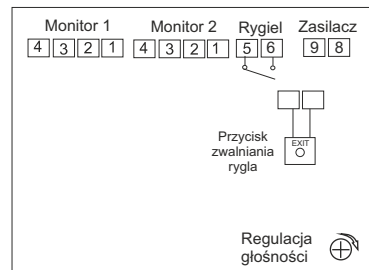 Monitor 1 Monitor 2 Rygiel Zasilacz
4 3 2 1 4 3 2 1 5 6 9 8
EXIT
Przycisk
zwalniania
rygla
Regulacja
głośności